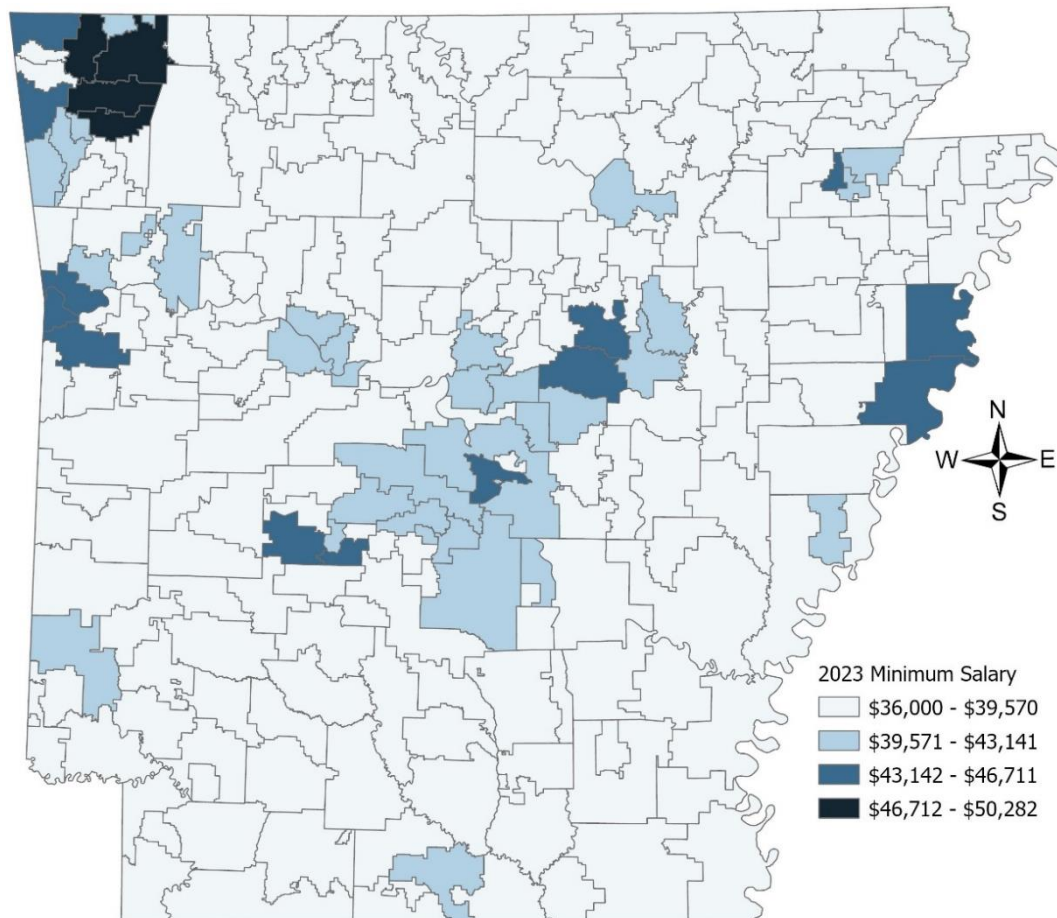 N
W E
S
2023 Minimum Salary
$36,000 - $39,570
$39,571 - $43,141
$43,142 - $46,711
$46,712 - $50,282